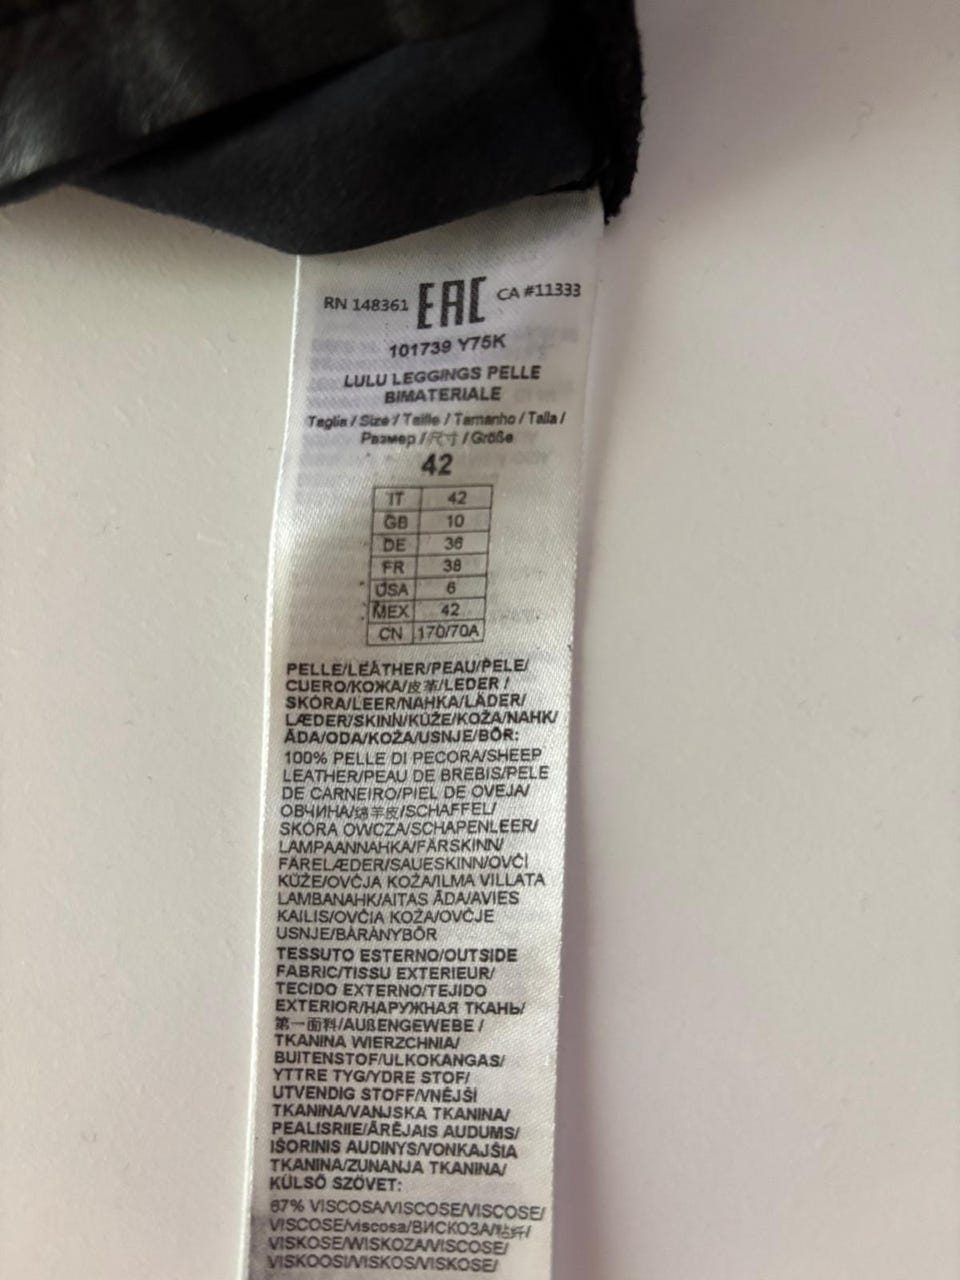 RN 148361 EAC CA #11333
101739 Y75K
LULU LEGGINGS PELLE
BIMATERIALE
Taglia / Size / Taille / Tamanho / Talla /
Размер / 尺寸 / Größe
42
IT 42
GB 10
DE 36
FR 38
USA 6
MEX 42
CN 170/70A
PELLE/LEATHER/PEAU/PELE/
CUERO/КОЖА/皮革/LEDER /
SKÓRA/LEER/NAHKA/LÄDER/
LÆDER/SKINN/KŮŽE/KOŽA/NAHK/
ĀDA/ODA/KOŽA/USNJE/BŐR:
100% PELLE DI PECORA/SHEEP
LEATHER/PEAU DE BREBIS/PELE
DE CARNEIRO/PIEL DE OVEJA/
ОВЧИНА/绵羊皮/SCHAFFEL/
SKÓRA OWCZA/SCHAPENLEER/
LAMPAANNAHKA/FÅRSKINN/
FÅRELÆDER/SAUESKINN/OVČÍ
KŮŽE/OVČJA KOŽA/ILMA VILLATA
LAMBANAHK/AITAS ĀDA/AVIES
KAILIS/OVČIA KOŽA/OVČJE
USNJE/BÁRÁNYBŐR
TESSUTO ESTERNO/OUTSIDE
FABRIC/TISSU EXTERIEUR/
TECIDO EXTERNO/TEJIDO
EXTERIOR/НАРУЖНАЯ ТКАНЬ/
第一面料/AUßENGEWEBE /
TKANINA WIERZCHNIA/
BUITENSTOF/ULKOKANGAS/
YTTRE TYG/YDRE STOF/
UTVENDIG STOFF/VNĚJŠÍ
TKANINA/VANJSKA TKANINA/
PEALISRIIE/ĀRĒJAIS AUDUMS/
IŠORINIS AUDINYS/VONKAJŠIA
TKANINA/ZUNANJA TKANINA/
KÜLSŐ SZÖVET:
67% VISCOSA/VISCOSE/VISCOSE/
VISCOSE/viscosa/ВИСКОЗА/粘纤/
VISKOSE/WISKOZA/VISCOSE/
VISKOOSI/VISKOS/VISKOSE/